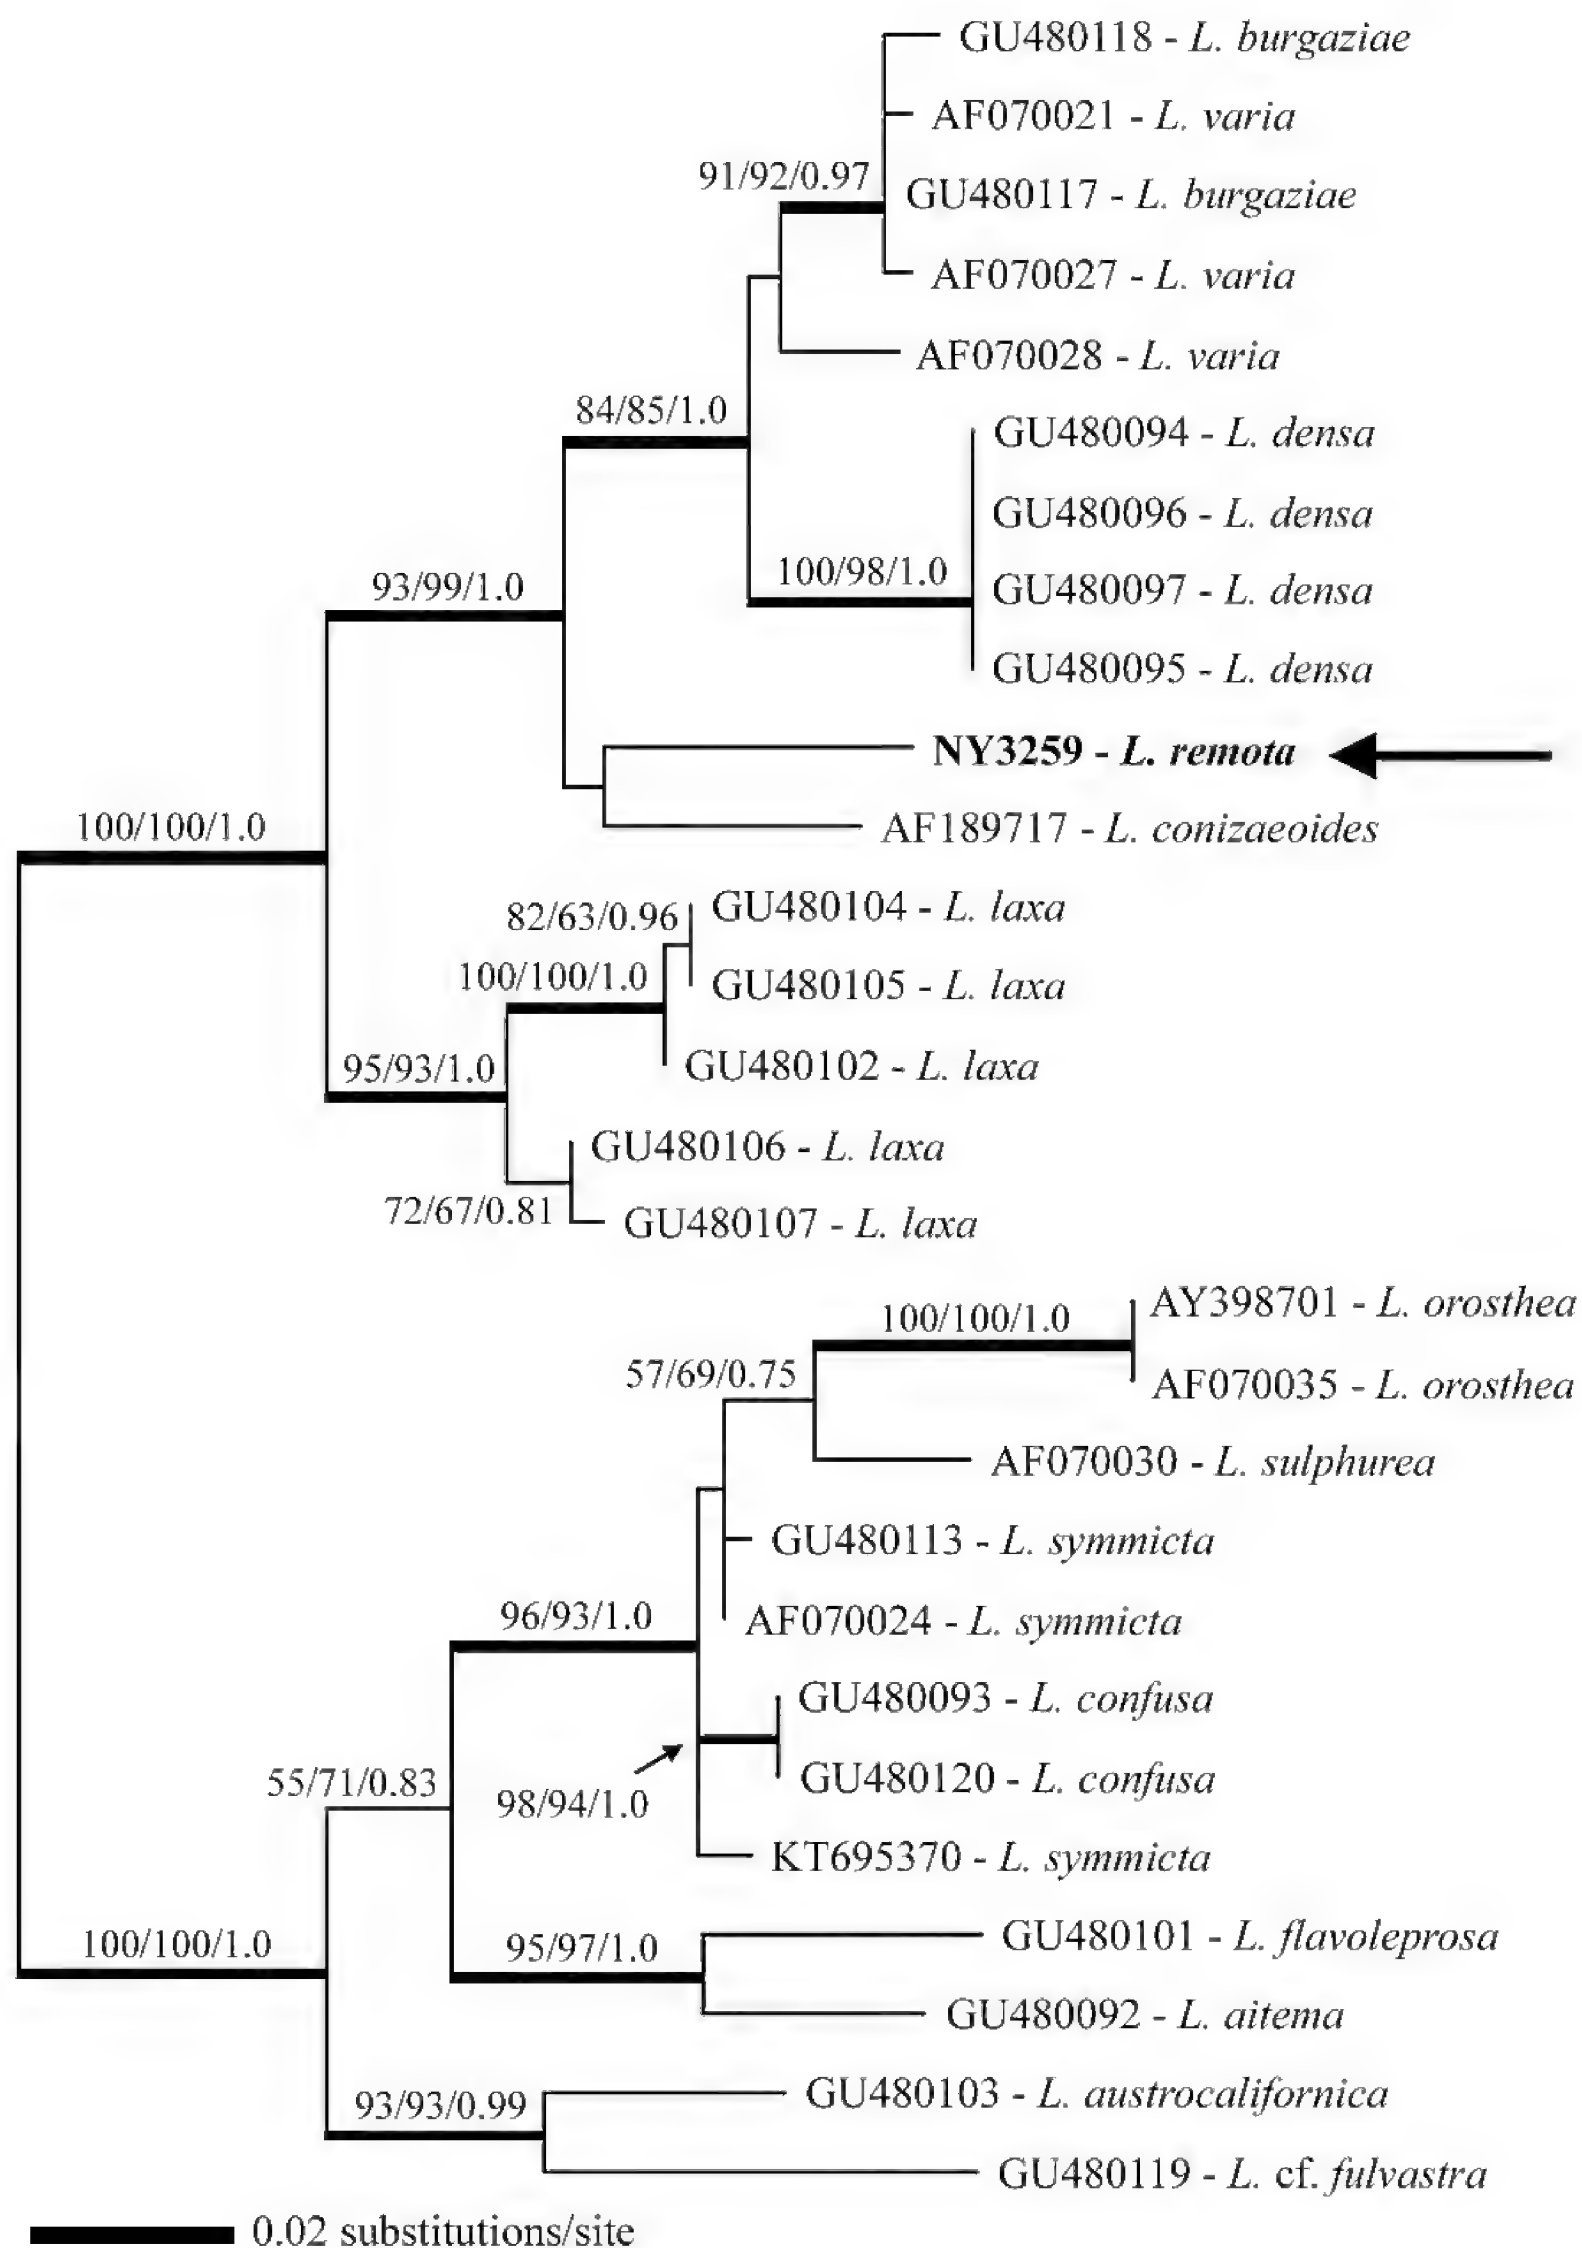 GU480118 - L. burgaziae
AF070021 - L. varia
91/92/0.97
GU480117 - L. burgaziae
AF070027 - L. varia
AF070028 - L. varia
84/85/1.0
GU480094 - L. densa
GU480096 - L. densa
100/98/1.0
93/99/1.0
GU480097 - L. densa
GU480095 - L. densa
NY3259 - L. remota
100/100/1.0
AF189717 - L. conizaeoides
82/63/0.96
GU480104 - L. laxa
100/100/1.0
GU480105 - L. laxa
95/93/1.0
GU480102 - L. laxa
GU480106 - L. laxa
72/67/0.81
GU480107 - L. laxa
100/100/1.0
AY398701 - L. orosthea
57/69/0.75
AF070035 - L. orosthea
AF070030 - L. sulphurea
GU480113 - L. symmicta
96/93/1.0
AF070024 - L. symmicta
GU480093 - L. confusa
55/71/0.83
GU480120 - L. confusa
98/94/1.0
KT695370 - L. symmicta
100/100/1.0
95/97/1.0
GU480101 - L. flavoleprosa
GU480092 - L. aitema
93/93/0.99
GU480103 - L. austrocalifornica
GU480119 - L. cf. fulvastra
0.02 substitutions/site